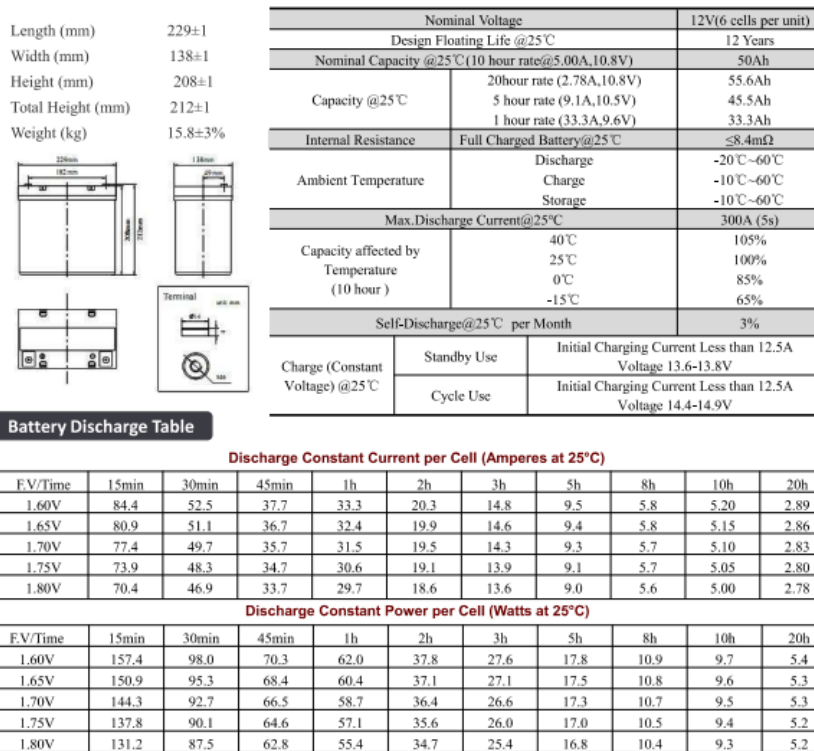 Length (mm) 229±1
Width (mm) 138±1
Height (mm) 208±1
Total Height (mm) 212±1
Weight (kg) 15.8±3%
229mm
182mm
208mm
212mm
138mm
Terminal
unit: mm
Nominal Voltage 12V(6 cells per unit)
Design Floating Life @25℃ 12 Years
Nominal Capacity @25℃(10 hour rate@5.00A,10.8V) 50Ah
Capacity @25℃
20hour rate (2.78A,10.8V) 55.6Ah
5 hour rate (9.1A,10.5V) 45.5Ah
1 hour rate (33.3A,9.6V) 33.3Ah
Internal Resistance Full Charged Battery@25℃ ≤8.4mΩ
Ambient Temperature
Discharge -20℃~60℃
Charge -10℃~60℃
Storage -10℃~60℃
Max.Discharge Current@25°C 300A (5s)
Capacity affected by
Temperature
(10 hour )
40℃ 105%
25℃ 100%
0℃ 85%
-15℃ 65%
Self-Discharge@25℃ per Month 3%
Charge (Constant
Voltage) @25℃
Standby Use
Initial Charging Current Less than 12.5A
Voltage 13.6-13.8V
Cycle Use
Initial Charging Current Less than 12.5A
Voltage 14.4-14.9V
Battery Discharge Table
Discharge Constant Current per Cell (Amperes at 25°C)
F.V/Time 15min 30min 45min 1h 2h 3h 5h 8h 10h 20h
1.60V 84.4 52.5 37.7 33.3 20.3 14.8 9.5 5.8 5.20 2.89
1.65V 80.9 51.1 36.7 32.4 19.9 14.6 9.4 5.8 5.15 2.86
1.70V 77.4 49.7 35.7 31.5 19.5 14.3 9.3 5.7 5.10 2.83
1.75V 73.9 48.3 34.7 30.6 19.1 13.9 9.1 5.7 5.05 2.80
1.80V 70.4 46.9 33.7 29.7 18.6 13.6 9.0 5.6 5.00 2.78
Discharge Constant Power per Cell (Watts at 25°C)
F.V/Time 15min 30min 45min 1h 2h 3h 5h 8h 10h 20h
1.60V 157.4 98.0 70.3 62.0 37.8 27.6 17.8 10.9 9.7 5.4
1.65V 150.9 95.3 68.4 60.4 37.1 27.1 17.5 10.8 9.6 5.3
1.70V 144.3 92.7 66.5 58.7 36.4 26.6 17.3 10.7 9.5 5.3
1.75V 137.8 90.1 64.6 57.1 35.6 26.0 17.0 10.5 9.4 5.2
1.80V 131.2 87.5 62.8 55.4 34.7 25.4 16.8 10.4 9.3 5.2